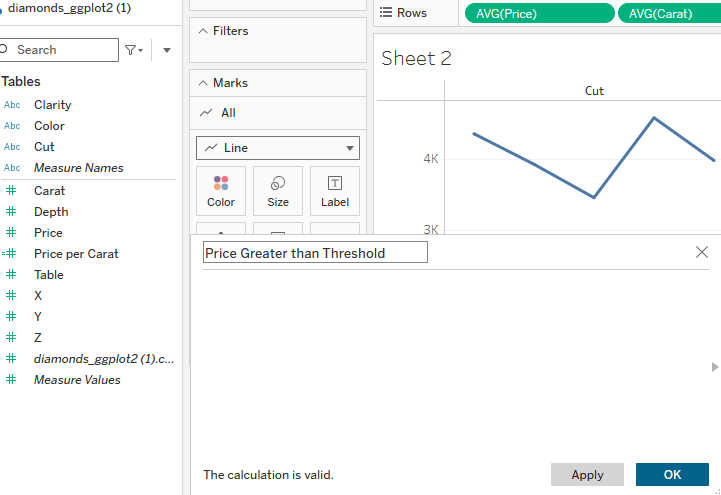 diamonds_ggplot2 (1)
Search
Tables
Abc Clarity
Abc Color
Abc Cut
Abc Measure Names
# Carat
# Depth
# Price
=# Price per Carat
# Table
# X
# Y
# Z
# diamonds_ggplot2 (1).c...
# Measure Values
Filters
Marks
All
Line
Color Size Label
Rows AVG(Price) AVG(Carat)
Sheet 2
Cut
4K
3K
Price Greater than Threshold
The calculation is valid.
Apply OK